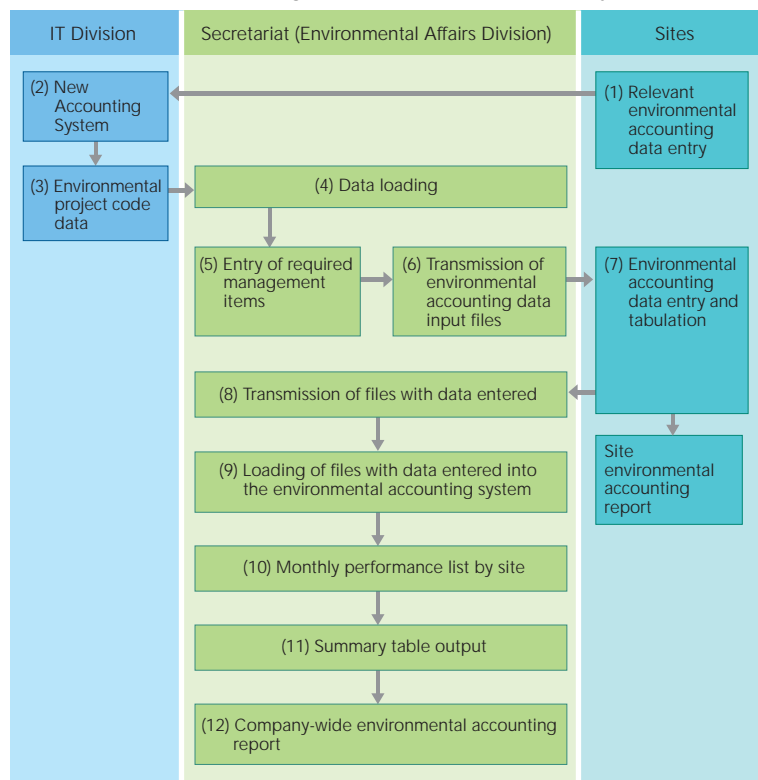 IT Division
Secretariat (Environmental Affairs Division)
Sites
(1) Relevant
environmental
accounting
data entry
(2) New
Accounting
System
(3) Environmental
project code
data
(4) Data loading
(5) Entry of required
management
items
(6) Transmission of
environmental
accounting data
input files
(7) Environmental
accounting
data entry and
tabulation
(8) Transmission of files with data entered
Site
environmental
accounting
report
(9) Loading of files with data entered into
the environmental accounting system
(10) Monthly performance list by site
(11) Summary table output
(12) Company-wide environmental accounting
report